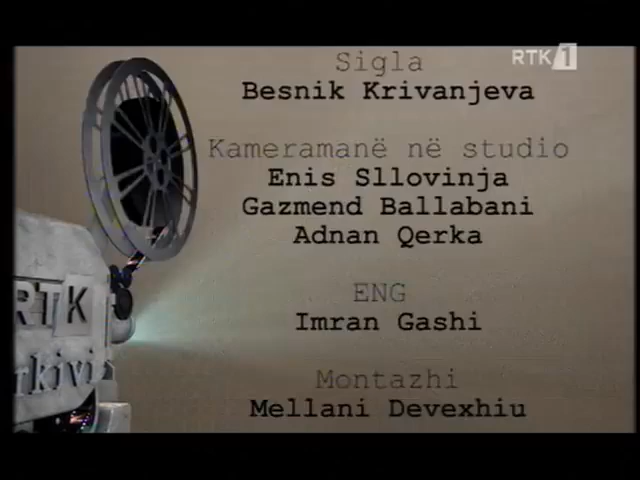 RTK 1
Sigla
Besnik Krivanjeva
Kameramanë në studio
Enis Sllovinja
Gazmend Ballabani
Adnan Qerka
ENG
Imran Gashi
Montazhi
Mellani Devexhiu
RTK